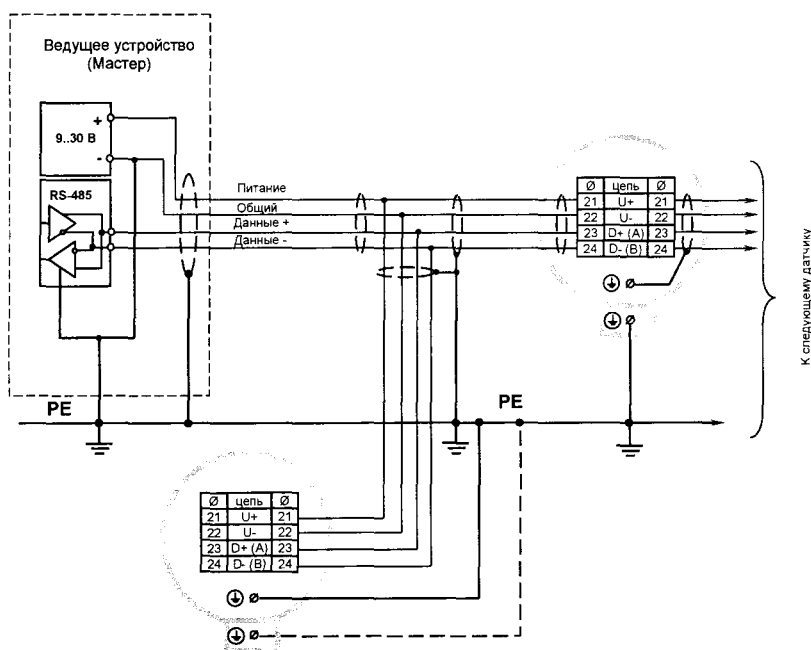 Ведущее устройство
(Мастер)
+
9..30 В
-
RS-485
Питание
Общий
Данные +
Данные -
Ø цепь Ø
21 U+ 21
22 U- 22
23 D+ (A) 23
24 D- (B) 24
К следующему датчику
PE
PE
Ø цепь Ø
21 U+ 21
22 U- 22
23 D+ (A) 23
24 D- (B) 24